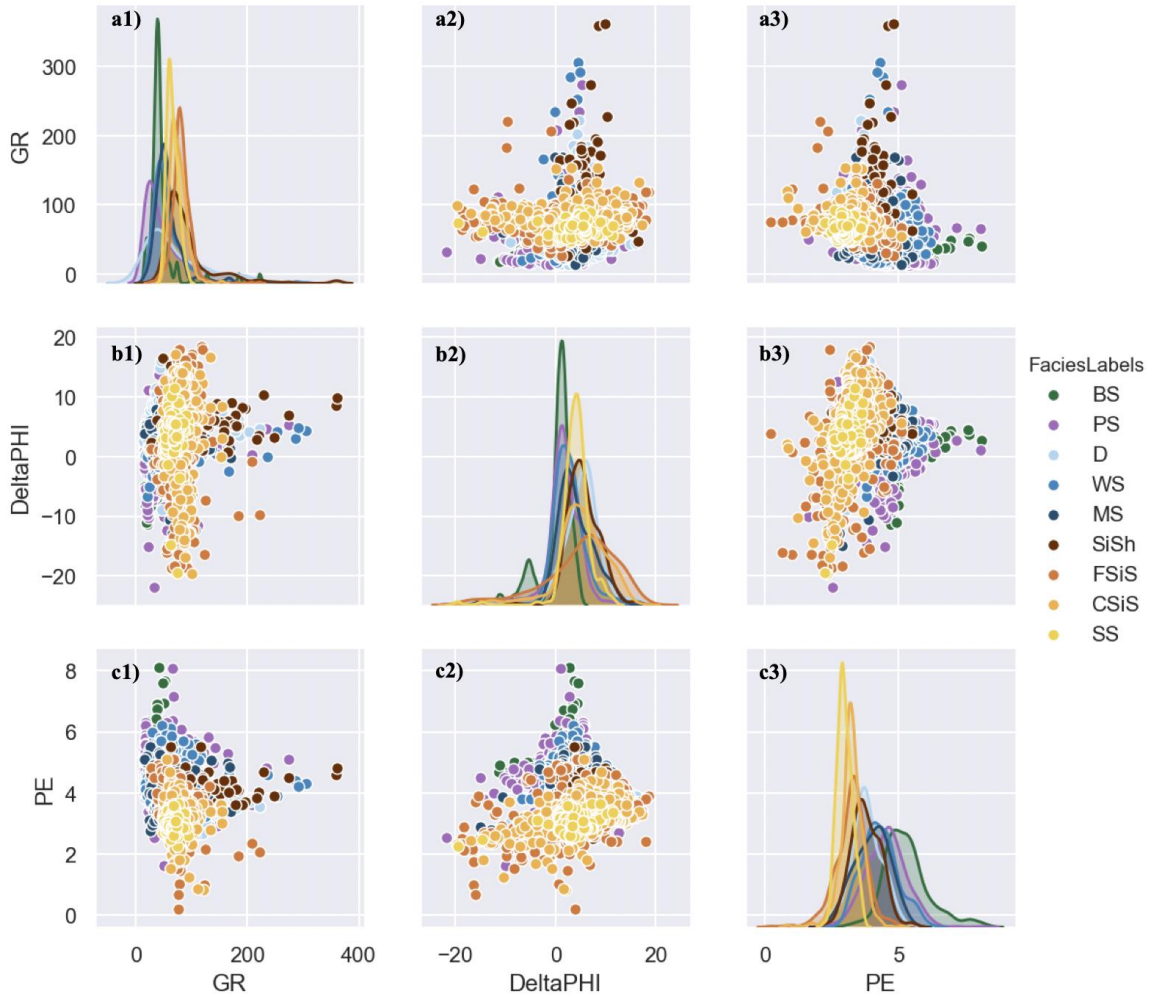 a1)
a2)
a3)
GR
300
200
100
0
b1)
b2)
b3)
DeltaPHI
20
10
0
−10
−20
FaciesLabels
BS
PS
D
WS
MS
SiSh
FSiS
CSiS
SS
c1)
c2)
c3)
PE
8
6
4
2
0
0 200 400
−20 0 20
0 5
GR
DeltaPHI
PE